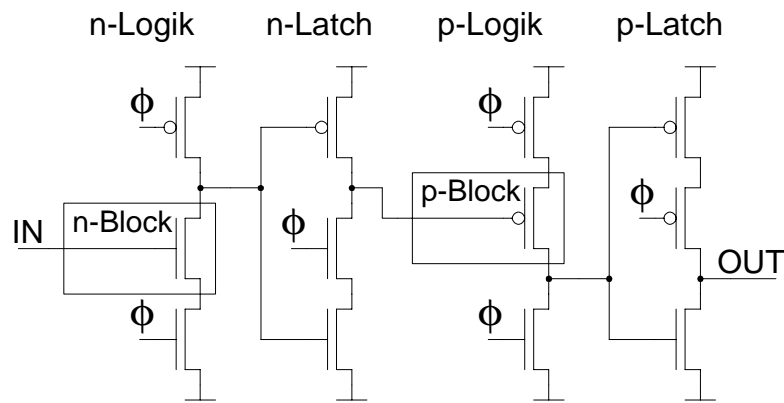 n-Logik n-Latch p-Logik p-Latch
ϕ ϕ
n-Block p-Block
IN ϕ ϕ OUT
ϕ ϕ